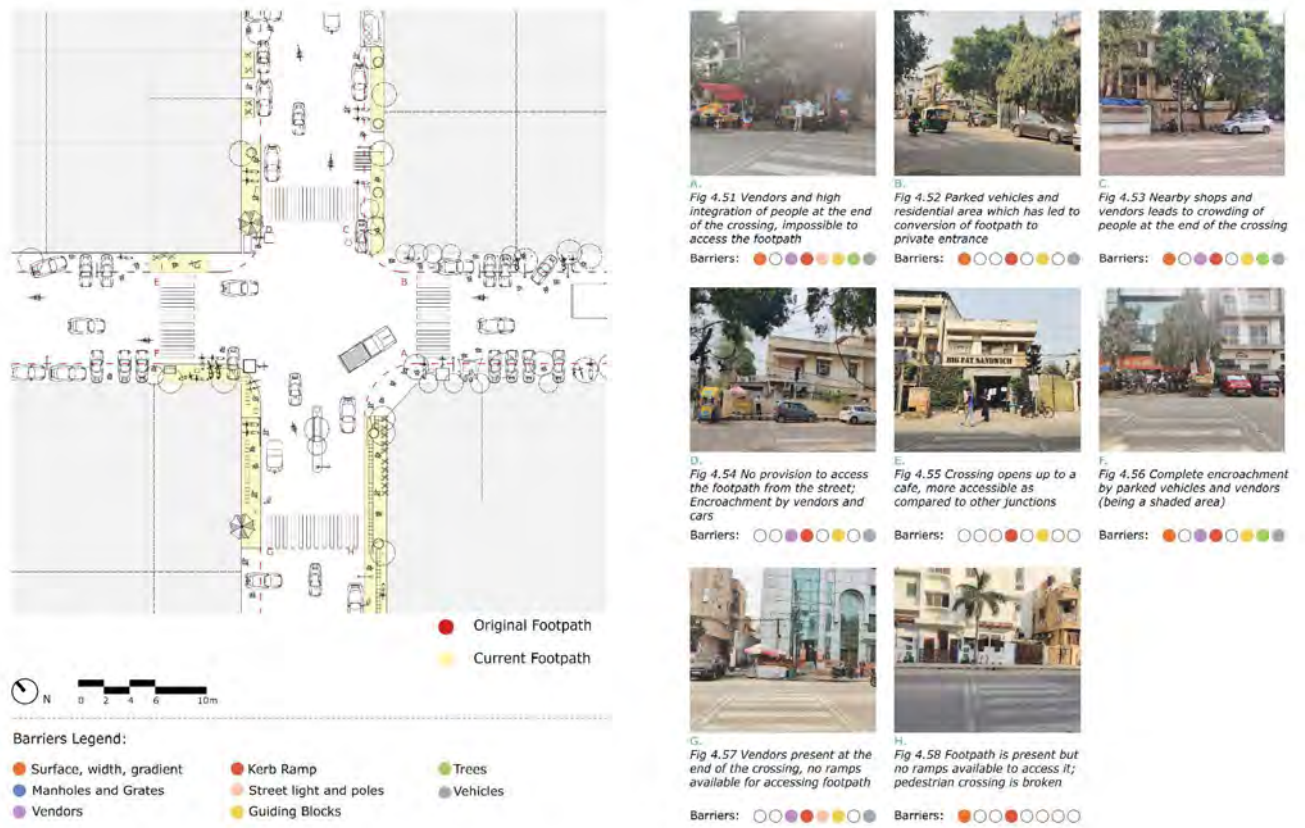 E
F
B
A
C
D
G
H
Original Footpath
Current Footpath
N
0 2 4 6 10m
Barriers Legend:
Surface, width, gradient
Manholes and Grates
Vendors
Kerb Ramp
Street light and poles
Guiding Blocks
Trees
Vehicles
A.
Fig 4.51 Vendors and high
integration of people at the end
of the crossing, impossible to
access the footpath
Barriers:
B.
Fig 4.52 Parked vehicles and
residential area which has led to
conversion of footpath to
private entrance
Barriers:
C.
Fig 4.53 Nearby shops and
vendors leads to crowding of
people at the end of the crossing
Barriers:
D.
Fig 4.54 No provision to access
the footpath from the street;
Encroachment by vendors and
cars
Barriers:
BIG FAT SANDWICH
E.
Fig 4.55 Crossing opens up to a
cafe, more accessible as
compared to other junctions
Barriers:
F.
Fig 4.56 Complete encroachment
by parked vehicles and vendors
(being a shaded area)
Barriers:
G.
Fig 4.57 Vendors present at the
end of the crossing, no ramps
available for accessing footpath
Barriers:
H.
Fig 4.58 Footpath is present but
no ramps available to access it;
pedestrian crossing is broken
Barriers: